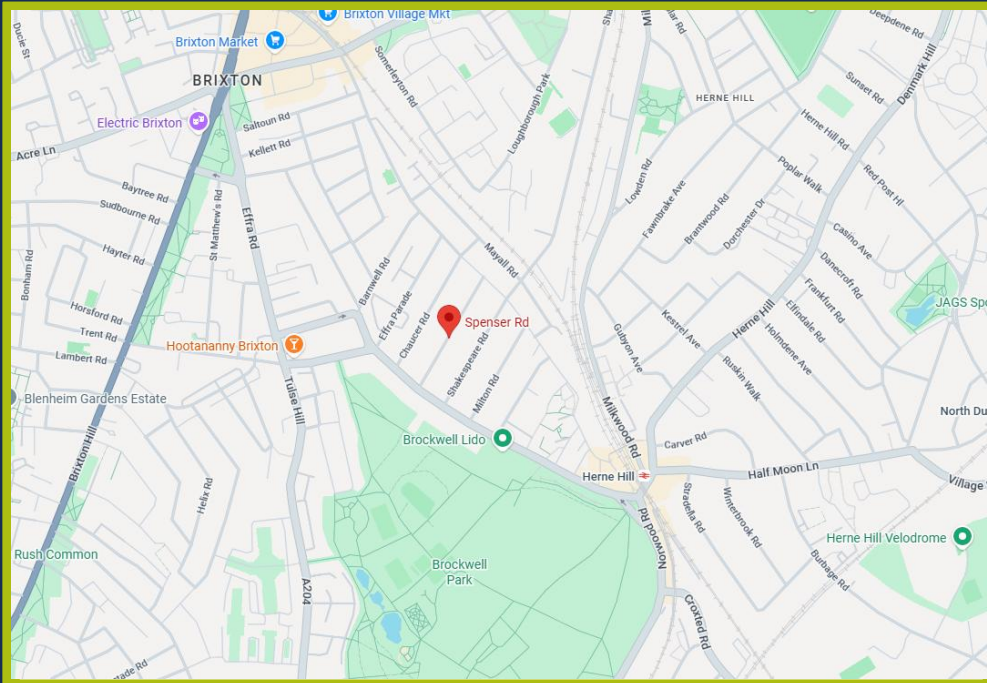 Ducie St
Brixton Village Mkt
Brixton Market
BRIXTON
Electric Brixton
Acre Ln
Saltoun Rd
Kellett Rd
Somerleyton Rd
Loughborough Park
HERNE HILL
Deepdene Rd
Denmark Hill
Sunset Rd
Herne Hill Rd
Red Post Hl
Poplar Walk
Casino Ave
Baytree Rd
Sudbourne Rd
Hayter Rd
Bonham Rd
St Matthew's Rd
Effra Rd
Horsford Rd
Trent Rd
Lambert Rd
Barnwell Rd
Effra Parade
Chaucer Rd
Mayall Rd
Spenser Rd
Shakespeare Rd
Milton Rd
Lowden Rd
Fawnbrake Ave
Brantwood Rd
Dorchester Dr
Danecroft Rd
Frankfurt Rd
Elfindale Rd
Holmdene Ave
Herne Hill
Kestrel Ave
Gubyon Ave
Ruskin Walk
JAGS Spo
Hootananny Brixton
Blenheim Gardens Estate
Tulse Hill
Brixton Hill
Helix Rd
Brockwell Lido
Milkwood Rd
Carver Rd
Herne Hill
Half Moon Ln
North Du
Village
Stradella Rd
Winterbrook Rd
Burbage Rd
Herne Hill Velodrome
Norwood Rd
Croxted Rd
Rush Common
Brockwell
Park
A204